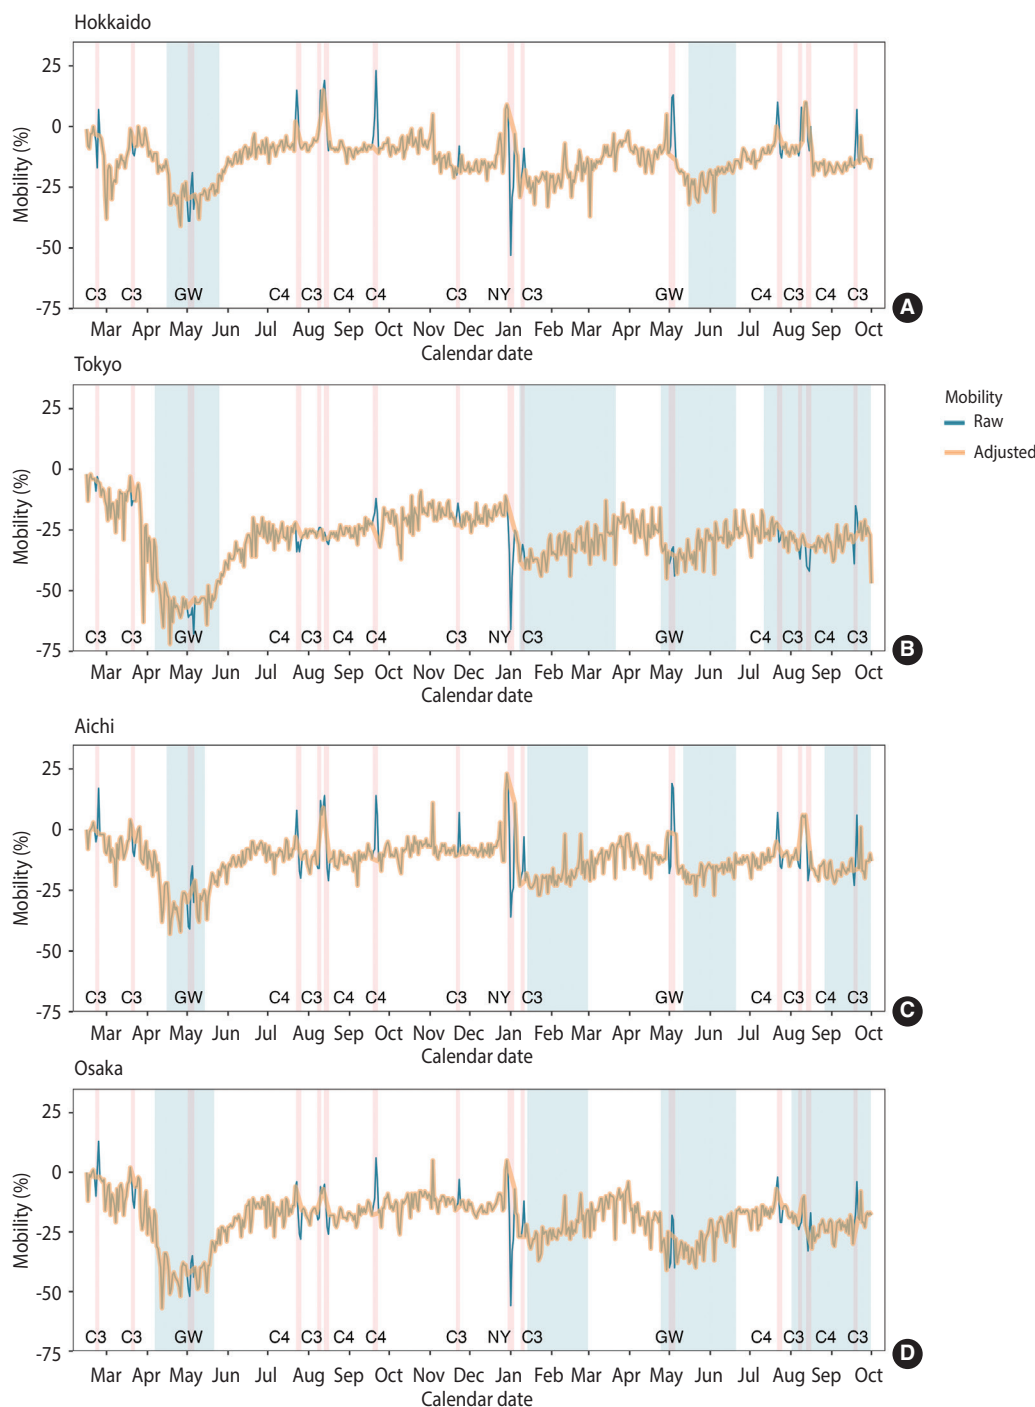 Hokkaido
Mobility (%)
25
0
-25
-50
-75
C3 C3 GW C4 C3 C4 C4 C3 NY C3 GW C4 C3 C4 C3
Mar Apr May Jun Jul Aug Sep Oct Nov Dec Jan Feb Mar Apr May Jun Jul Aug Sep Oct
Calendar date
A
Tokyo
Mobility (%)
25
0
-25
-50
-75
C3 C3 GW C4 C3 C4 C4 C3 NY C3 GW C4 C3 C4 C3
Mar Apr May Jun Jul Aug Sep Oct Nov Dec Jan Feb Mar Apr May Jun Jul Aug Sep Oct
Calendar date
B
Mobility
Raw
Adjusted
Aichi
Mobility (%)
25
0
-25
-50
-75
C3 C3 GW C4 C3 C4 C4 C3 NY C3 GW C4 C3 C4 C3
Mar Apr May Jun Jul Aug Sep Oct Nov Dec Jan Feb Mar Apr May Jun Jul Aug Sep Oct
Calendar date
C
Osaka
Mobility (%)
25
0
-25
-50
-75
C3 C3 GW C4 C3 C4 C4 C3 NY C3 GW C4 C3 C4 C3
Mar Apr May Jun Jul Aug Sep Oct Nov Dec Jan Feb Mar Apr May Jun Jul Aug Sep Oct
Calendar date
D